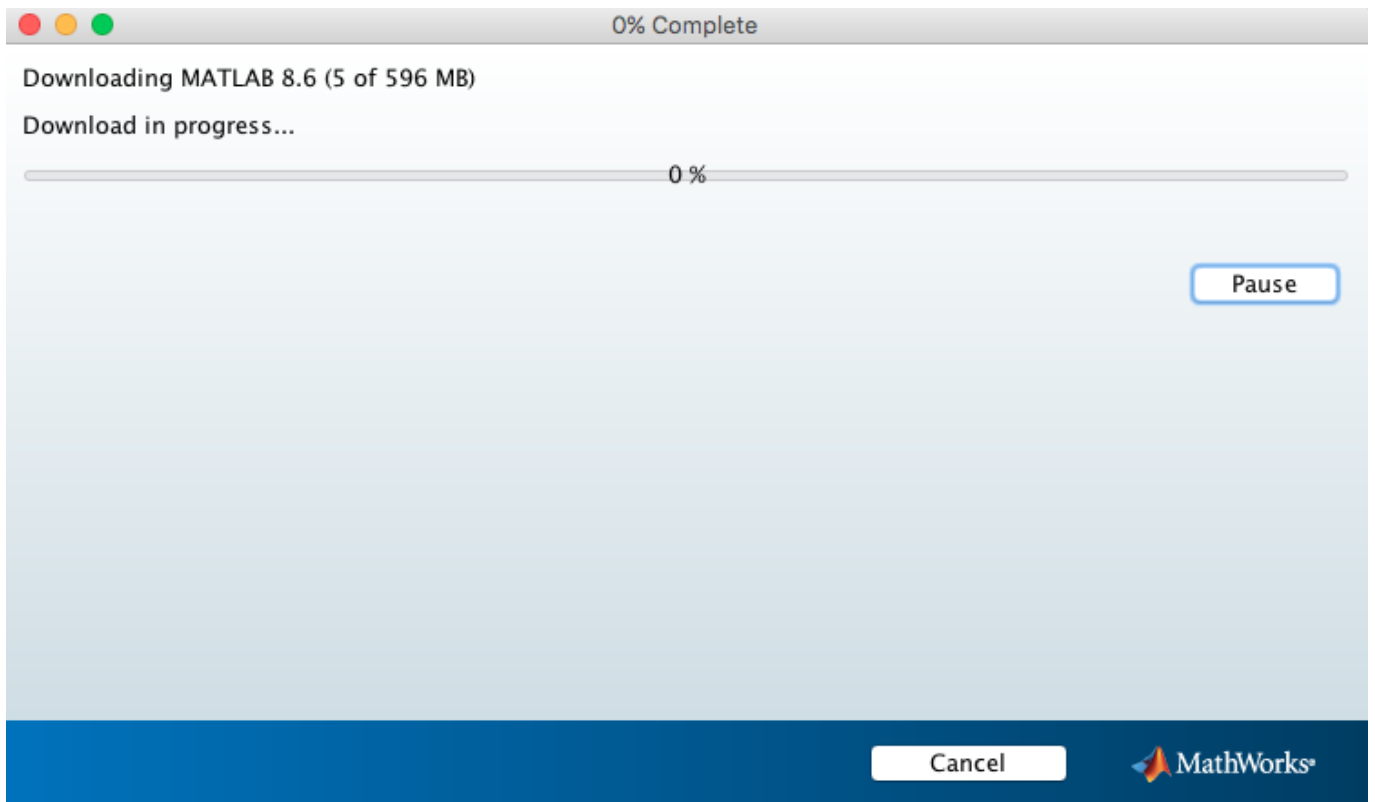 0% Complete
Downloading MATLAB 8.6 (5 of 596 MB)
Download in progress...
0 %
Pause
Cancel
MathWorks®